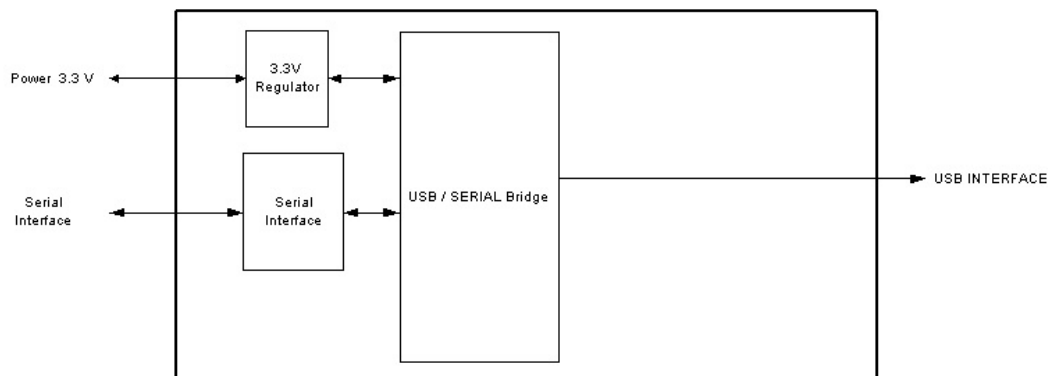 Power 3.3 V
3.3V
Regulator
Serial
Interface
Serial
Interface
USB / SERIAL Bridge
USB INTERFACE